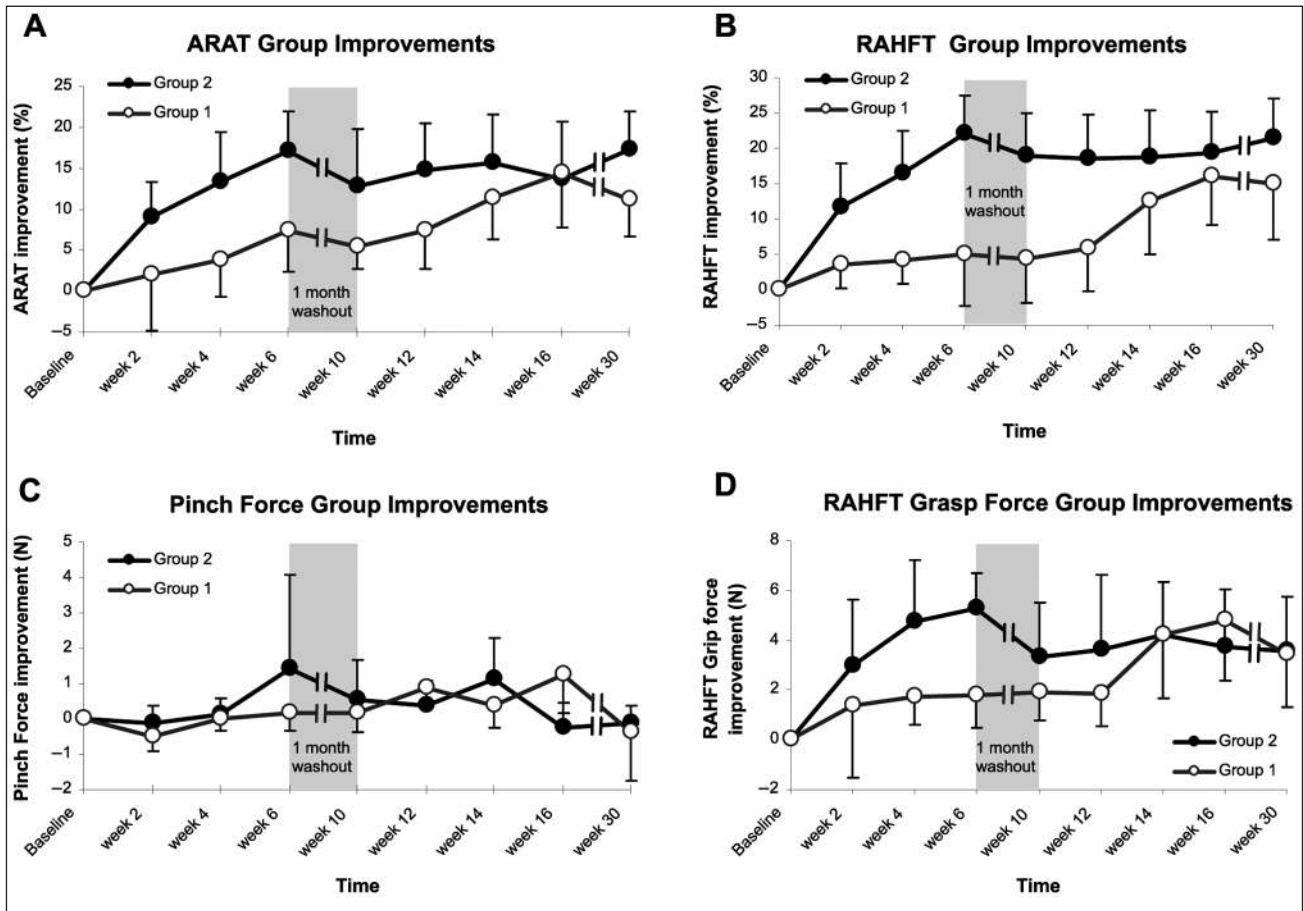 A
ARAT Group Improvements
Group 2
Group 1
ARAT improvement (%)
25
20
15
10
5
0
–5
1 month
washout
Baseline
week 2
week 4
week 6
week 10
week 12
week 14
week 16
week 30
Time
B
RAHFT Group Improvements
Group 2
Group 1
RAHFT improvement (%)
30
25
20
15
10
5
0
–5
1 month
washout
Baseline
week 2
week 4
week 6
week 10
week 12
week 14
week 16
week 30
Time
C
Pinch Force Group Improvements
Group 2
Group 1
Pinch Force improvement (N)
5
4
3
2
1
0
–1
–2
1 month
washout
Baseline
week 2
week 4
week 6
week 10
week 12
week 14
week 16
week 30
Time
D
RAHFT Grasp Force Group Improvements
RAHFT Grip force
improvement (N)
8
6
4
2
0
–2
1 month
washout
Group 2
Group 1
Baseline
week 2
week 4
week 6
week 10
week 12
week 14
week 16
week 30
Time